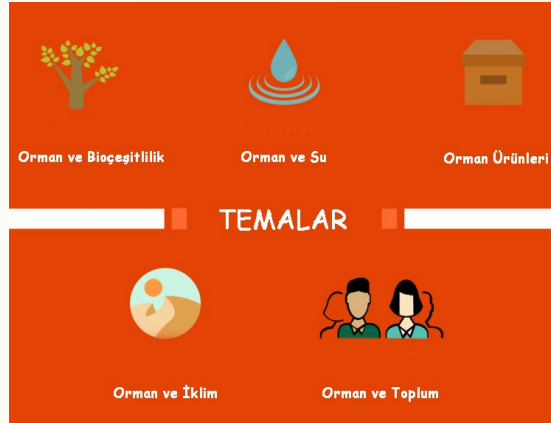 Orman ve Bioçeşitlilik
Orman ve Su
Orman Ürünleri
TEMALAR
Orman ve İklim
Orman ve Toplum